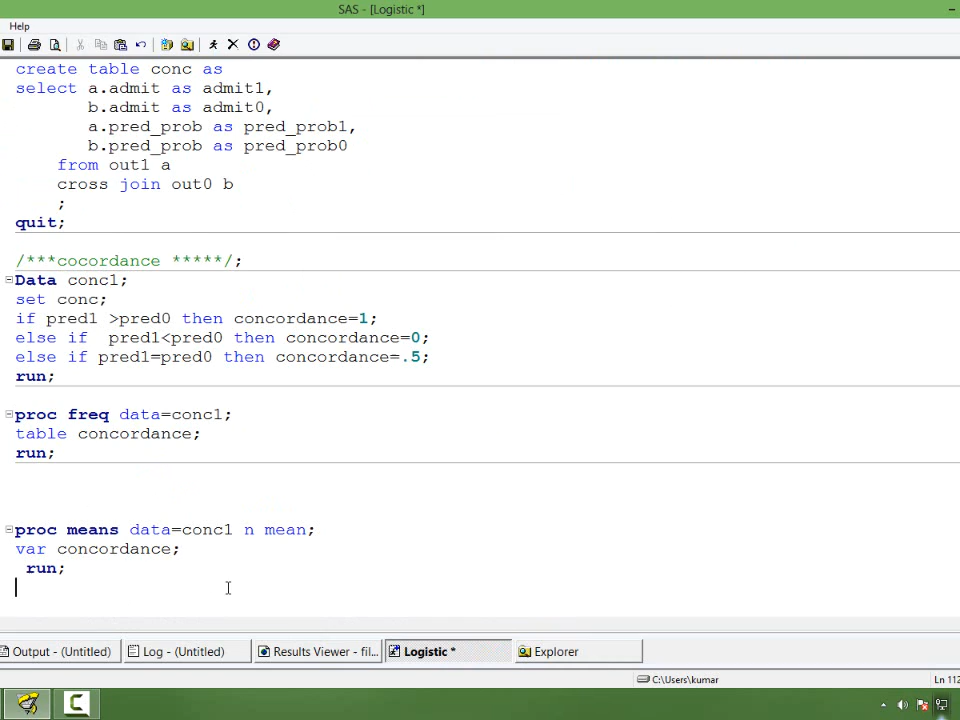 SAS - [Logistic *]
Help
create table conc as
select a.admit as admit1,
b.admit as admit0,
a.pred_prob as pred_prob1,
b.pred_prob as pred_prob0
from out1 a
cross join out0 b
;
quit;
/***cocordance *****/;
Data conc1;
set conc;
if pred1 >pred0 then concordance=1;
else if pred1<pred0 then concordance=0;
else if pred1=pred0 then concordance=.5;
run;
proc freq data=conc1;
table concordance;
run;
proc means data=conc1 n mean;
var concordance;
run;
Output - (Untitled) Log - (Untitled) Results Viewer - fil... Logistic * Explorer
C:\Users\kumar Ln 112